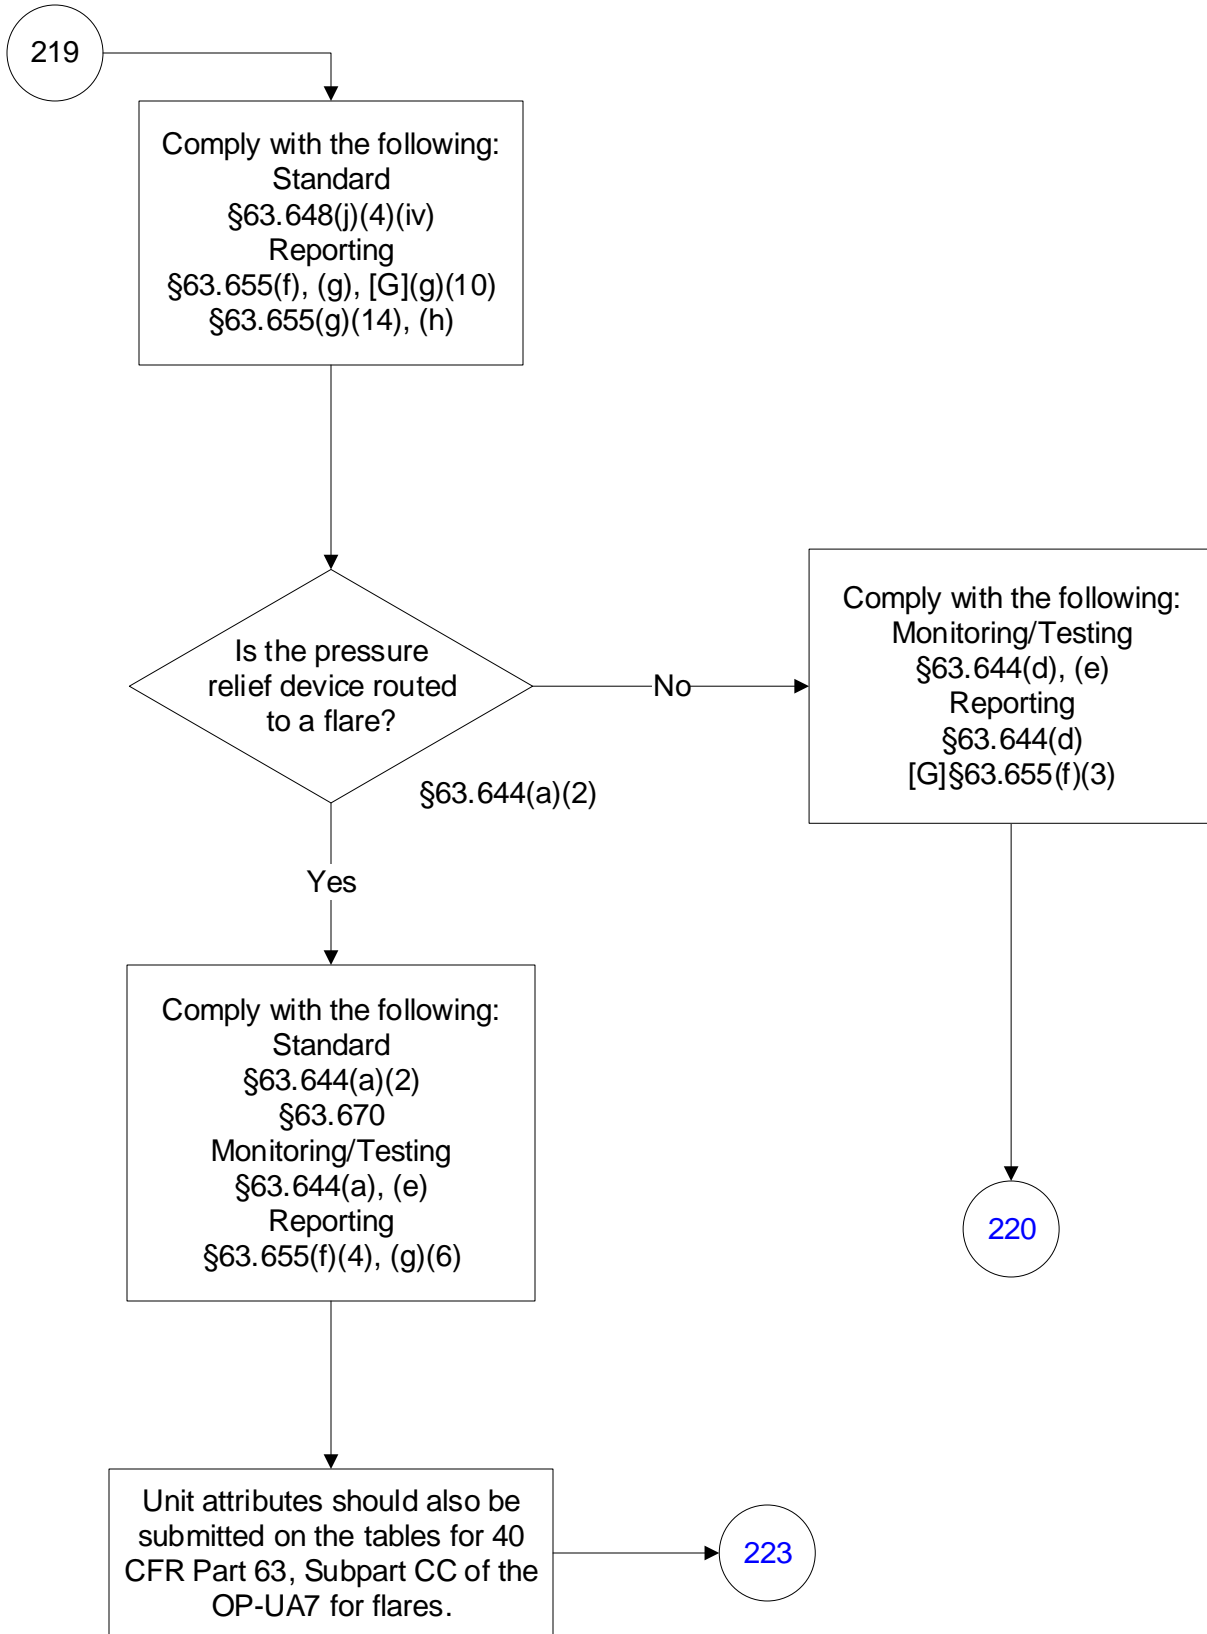 219
Comply with the following:
Standard
§63.648(j)(4)(iv)
Reporting
§63.655(f), (g), [G](g)(10)
§63.655(g)(14), (h)
Is the pressure
relief device routed
to a flare?
No
§63.644(a)(2)
Comply with the following:
Monitoring/Testing
§63.644(d), (e)
Reporting
§63.644(d)
[G]§63.655(f)(3)
Yes
Comply with the following:
Standard
§63.644(a)(2)
§63.670
Monitoring/Testing
§63.644(a), (e)
Reporting
§63.655(f)(4), (g)(6)
220
Unit attributes should also be
submitted on the tables for 40
CFR Part 63, Subpart CC of the
OP-UA7 for flares.
223